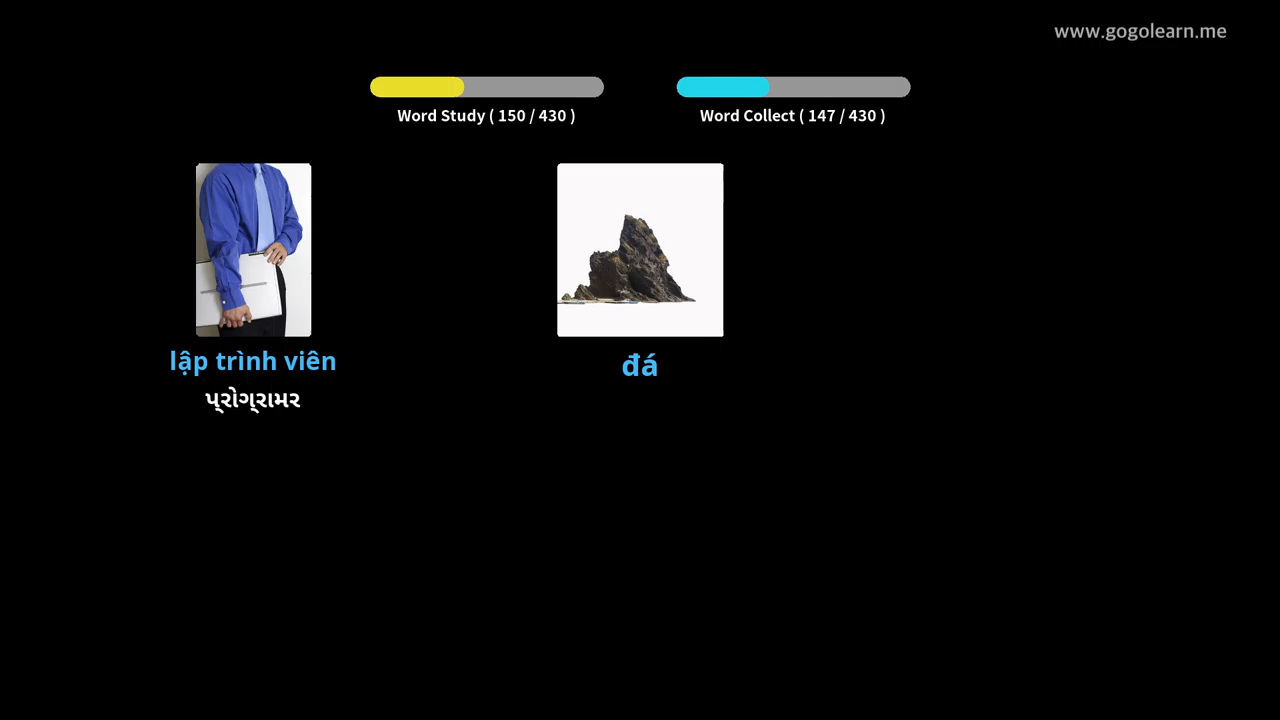 www.gogolearn.me
Word Study ( 150 / 430 )
Word Collect ( 147 / 430 )
lập trình viên
પ્રોગ્રામર
đá